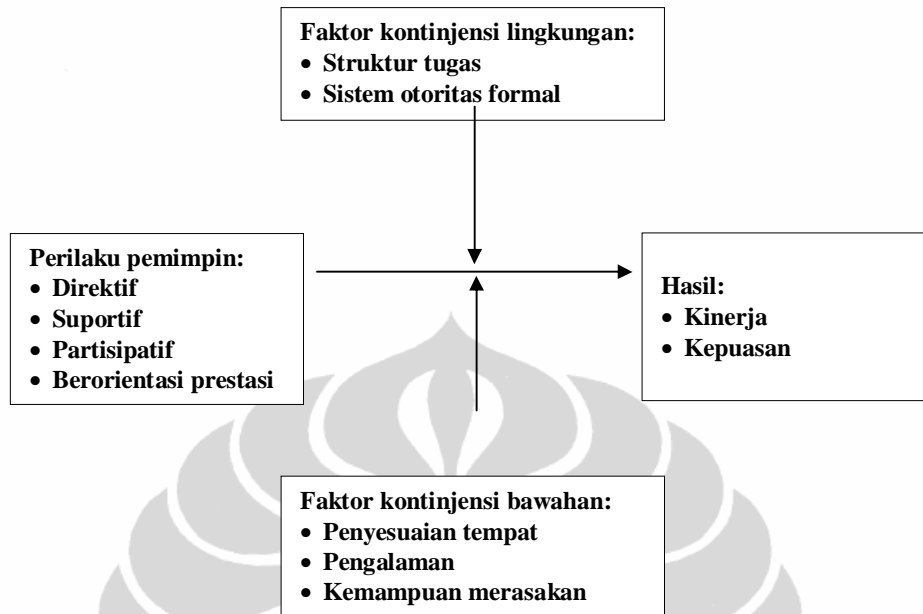 Faktor kontinjensi lingkungan:
• Struktur tugas
• Sistem otoritas formal
Perilaku pemimpin:
• Direktif
• Suportif
• Partisipatif
• Berorientasi prestasi
Hasil:
• Kinerja
• Kepuasan
Faktor kontinjensi bawahan:
• Penyesuaian tempat
• Pengalaman
• Kemampuan merasakan